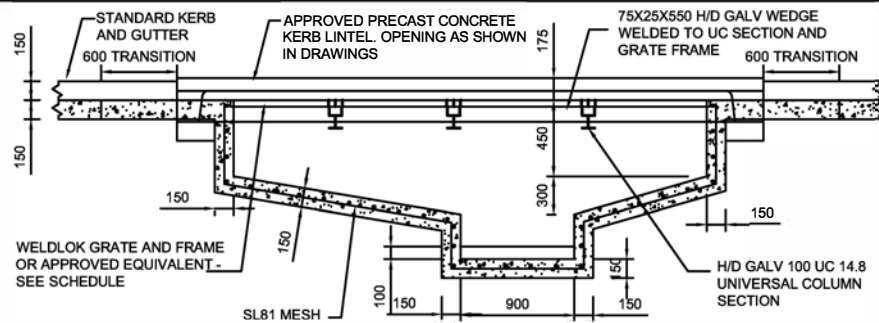 STANDARD KERB
AND GUTTER
600 TRANSITION
APPROVED PRECAST CONCRETE
KERB LINTEL. OPENING AS SHOWN
IN DRAWINGS
175
75X25X550 H/D GALV WEDGE
WELDED TO UC SECTION AND
GRATE FRAME
600 TRANSITION
150
150
450
300
150
150
150
WELDLOK GRATE AND FRAME
OR APPROVED EQUIVALENT -
SEE SCHEDULE
SL81 MESH
100
150
900
150
150
H/D GALV 100 UC 14.8
UNIVERSAL COLUMN
SECTION